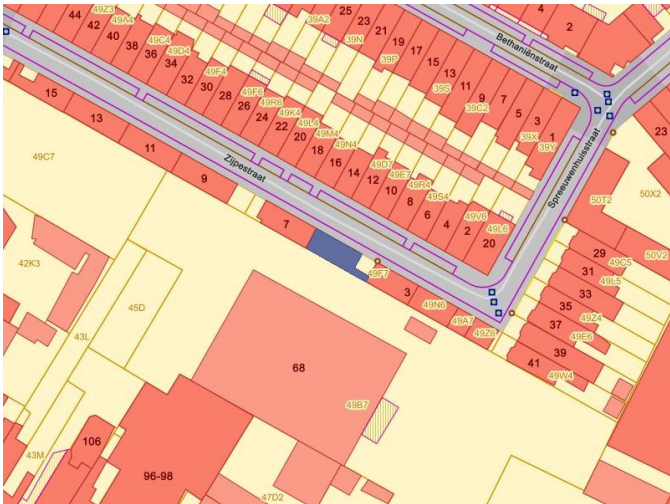 44
49Z3
42
49A4
40
38
49C4
36
49D4
34
32
49F4
30
28
49F6
26
49R6
24
49K4
22
49L4
20
49M4
18
49N4
16
14
49D7
12
49E7
10
49R4
8
49S4
6
4
49V6
2
49L6
20
39A2
25
39N
23
21
39P
19
17
15
39S
13
11
39C2
9
7
5
39X
3
39Y
1
4
2
Bethaniënstraat
Spreeuwenhuisstraat
Zijpestraat
23
50X2
50T2
50V2
15
13
11
9
7
49C7
49F7
3
49N6
49A7
49Z6
29
49C5
31
49L5
33
35
49Z4
37
49E6
39
41
49W4
42K3
45D
43L
68
49B7
106
43M
96-98
47D2